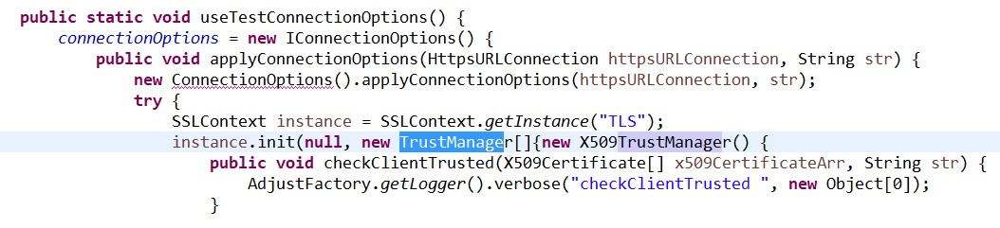 public static void useTestConnectionOptions() {
connectionOptions = new IConnectionOptions() {
public void applyConnectionOptions(HttpsURLConnection httpsURLConnection, String str) {
new ConnectionOptions().applyConnectionOptions(httpsURLConnection, str);
try {
SSLContext instance = SSLContext.getInstance("TLS");
instance.init(null, new TrustManager[]{new X509TrustManager() {
public void checkClientTrusted(X509Certificate[] x509CertificateArr, String str) {
AdjustFactory.getLogger().verbose("checkClientTrusted ", new Object[0]);
}